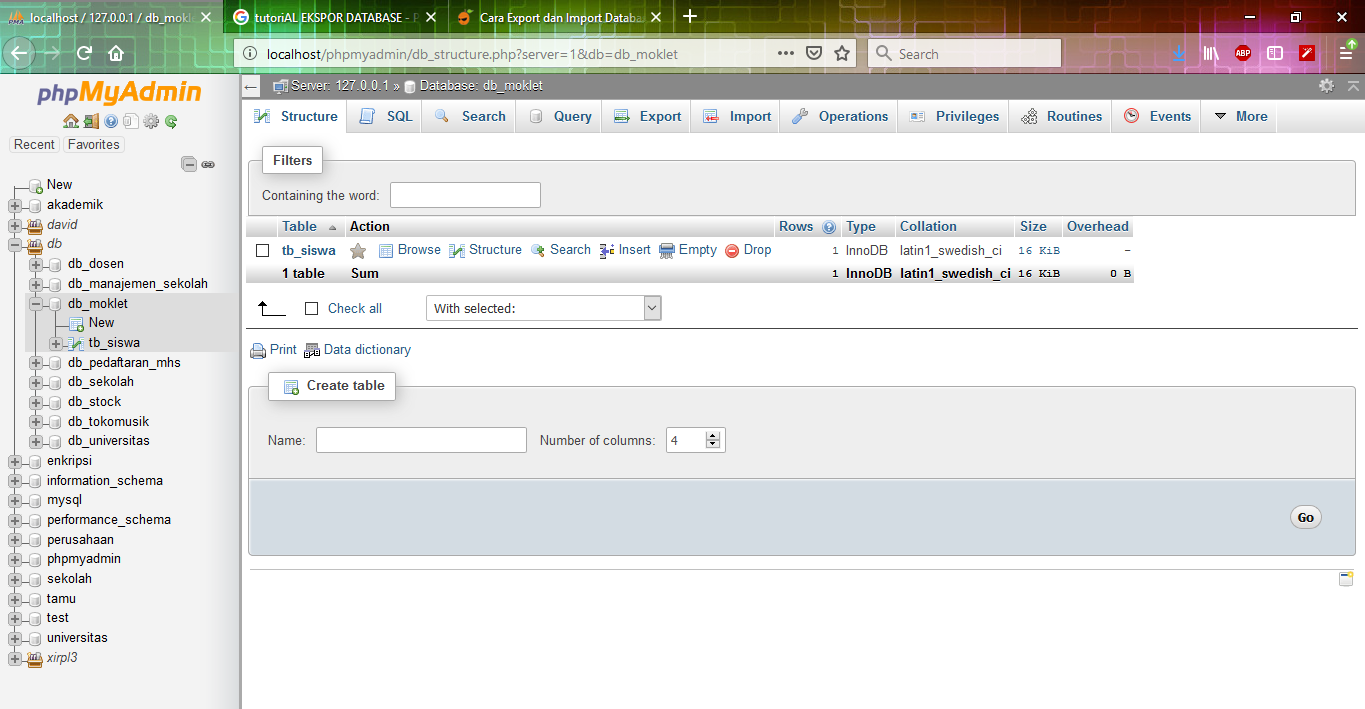 localhost / 127.0.0.1 / db_mokl
tutoriAL EKSPOR DATABASE - P
Cara Export dan Import Databa
localhost/phpmyadmin/db_structure.php?server=1&db=db_moklet
Search
ABP
phpMyAdmin
Recent
Favorites
New
akademik
david
db
db_dosen
db_manajemen_sekolah
db_moklet
New
tb_siswa
db_pedaftaran_mhs
db_sekolah
db_stock
db_tokomusik
db_universitas
enkripsi
information_schema
mysql
performance_schema
perusahaan
phpmyadmin
sekolah
tamu
test
universitas
xirpl3
Server: 127.0.0.1 » Database: db_moklet
Structure SQL Search Query Export Import Operations Privileges Routines Events More
Filters
Containing the word:
Table Action Rows Type Collation Size Overhead
tb_siswa Browse Structure Search Insert Empty Drop 1 InnoDB latin1_swedish_ci 16 KiB -
1 table Sum 1 InnoDB latin1_swedish_ci 16 KiB 0 B
Check all With selected:
Print Data dictionary
Create table
Name: Number of columns: 4
Go